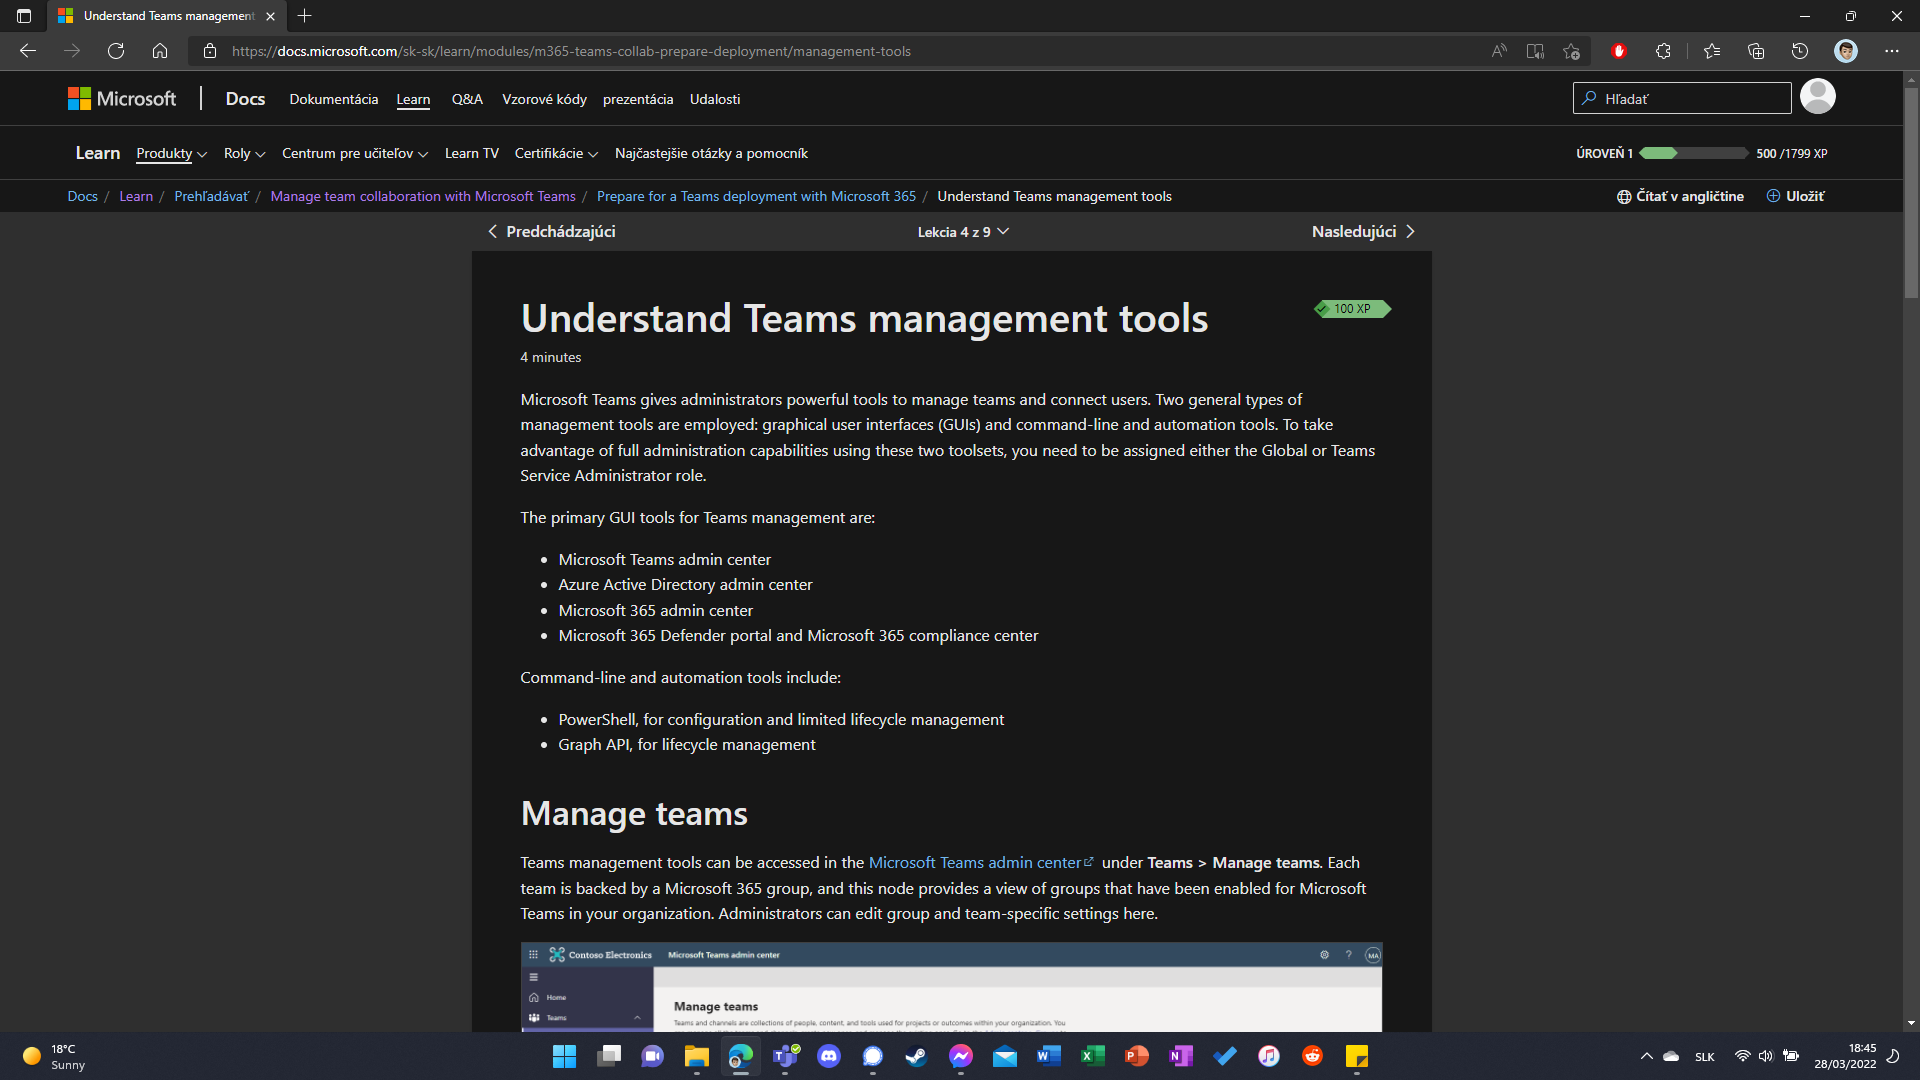 Understand Teams management
https://docs.microsoft.com/sk-sk/learn/modules/m365-teams-collab-prepare-deployment/management-tools
Microsoft Docs Dokumentácia Learn Q&A Vzorové kódy prezentácia Udalosti Hľadať
Learn Produkty Roly Centrum pre učiteľov Learn TV Certifikácie Najčastejšie otázky a pomocník ÚROVEŇ 1 500 /1799 XP
Docs / Learn / Prehľadávať / Manage team collaboration with Microsoft Teams / Prepare for a Teams deployment with Microsoft 365 / Understand Teams management tools Čítať v angličtine Uložiť
Predchádzajúci Lekcia 4 z 9 Nasledujúci
Understand Teams management tools 100 XP
4 minutes
Microsoft Teams gives administrators powerful tools to manage teams and connect users. Two general types of
management tools are employed: graphical user interfaces (GUIs) and command-line and automation tools. To take
advantage of full administration capabilities using these two toolsets, you need to be assigned either the Global or Teams
Service Administrator role.
The primary GUI tools for Teams management are:
• Microsoft Teams admin center
• Azure Active Directory admin center
• Microsoft 365 admin center
• Microsoft 365 Defender portal and Microsoft 365 compliance center
Command-line and automation tools include:
• PowerShell, for configuration and limited lifecycle management
• Graph API, for lifecycle management
Manage teams
Teams management tools can be accessed in the Microsoft Teams admin center under Teams > Manage teams. Each
team is backed by a Microsoft 365 group, and this node provides a view of groups that have been enabled for Microsoft
Teams in your organization. Administrators can edit group and team-specific settings here.
Contoso Electronics Microsoft Teams admin center ? MA
Home
Manage teams
Teams
Teams and channels are collections of people, content, and tools used for projects or outcomes within your organization. You
18°C
Sunny
SLK
18:45
28/03/2022